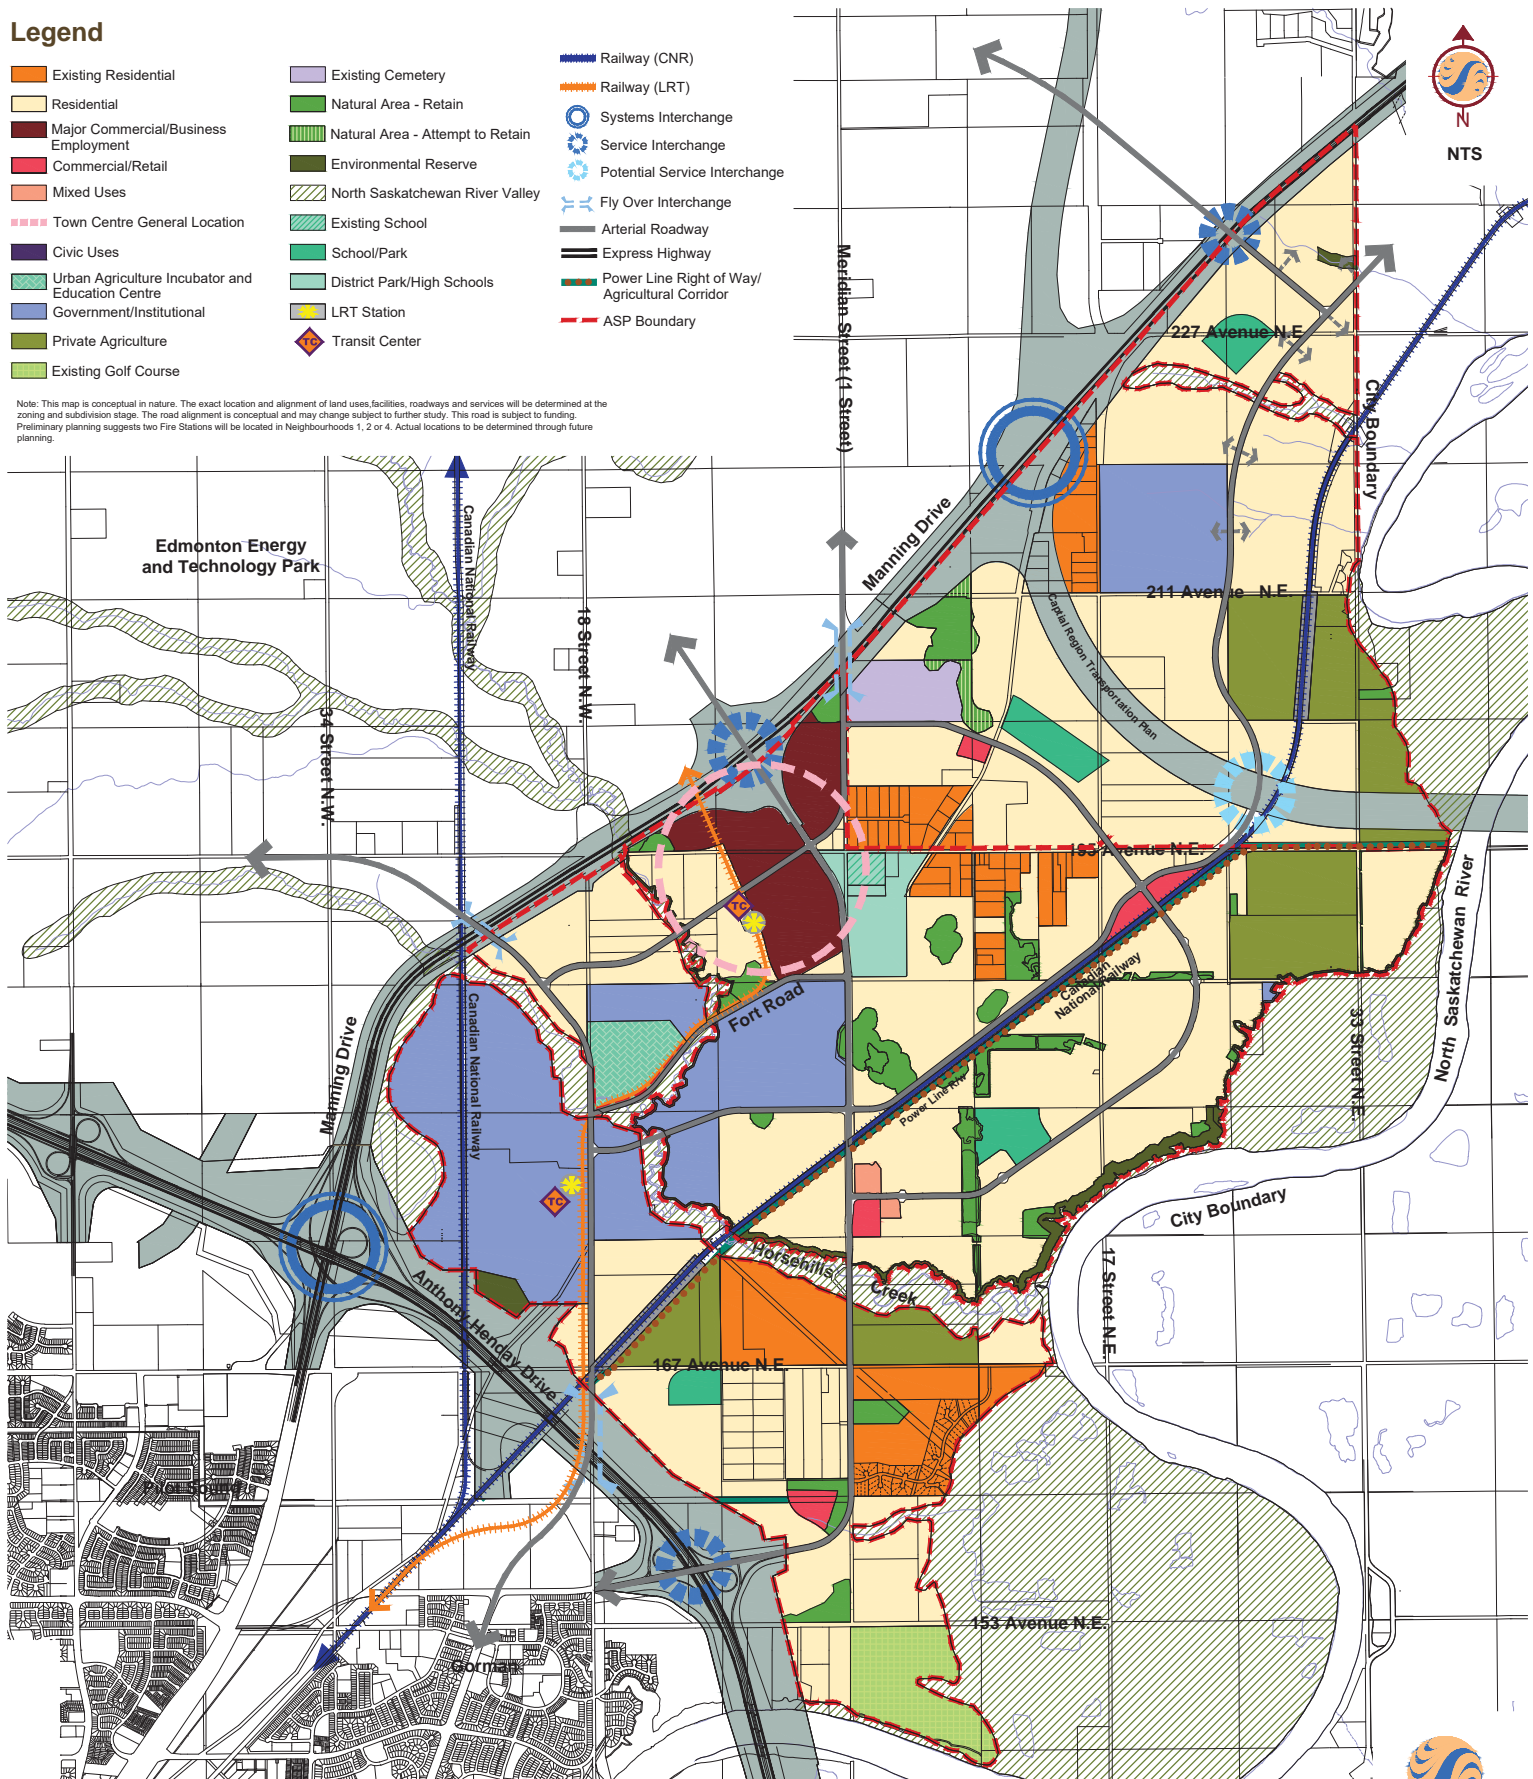 Legend
Existing Residential
Residential
Major Commercial/Business
Employment
Commercial/Retail
Mixed Uses
Town Centre General Location
Civic Uses
Urban Agriculture Incubator and
Education Centre
Government/Institutional
Private Agriculture
Existing Golf Course
Existing Cemetery
Natural Area - Retain
Natural Area - Attempt to Retain
Environmental Reserve
North Saskatchewan River Valley
Existing School
School/Park
District Park/High Schools
LRT Station
TC
Transit Center
Railway (CNR)
Railway (LRT)
Systems Interchange
Service Interchange
Potential Service Interchange
Fly Over Interchange
Arterial Roadway
Express Highway
Power Line Right of Way/
Agricultural Corridor
ASP Boundary
Note: This map is conceptual in nature. The exact location and alignment of land uses,facilities, roadways and services will be determined at the
zoning and subdivision stage. The road alignment is conceptual and may change subject to further study. This road is subject to funding.
Preliminary planning suggests two Fire Stations will be located in Neighbourhoods 1, 2 or 4. Actual locations to be determined through future
planning.
N
NTS
Meridian Street (1 Street)
227 Avenue N.E.
City Boundary
Manning Drive
Edmonton Energy
and Technology Park
Canadian National Railway
18 Street N.W.
34 Street N.W.
211 Avenue N.E.
Captial Region Transportation Plan
193 Avenue N.E.
TC
Fort Road
Canadian
National Railway
Power Line R/W
33 Street N.E.
North Saskatchewan River
Manning Drive
Canadian National Railway
TC
City Boundary
17 Street N.E.
Horsehills
Creek
Anthony Henday Drive
167 Avenue N.E.
Pilot Sound
153 Avenue N.E.
Gorman